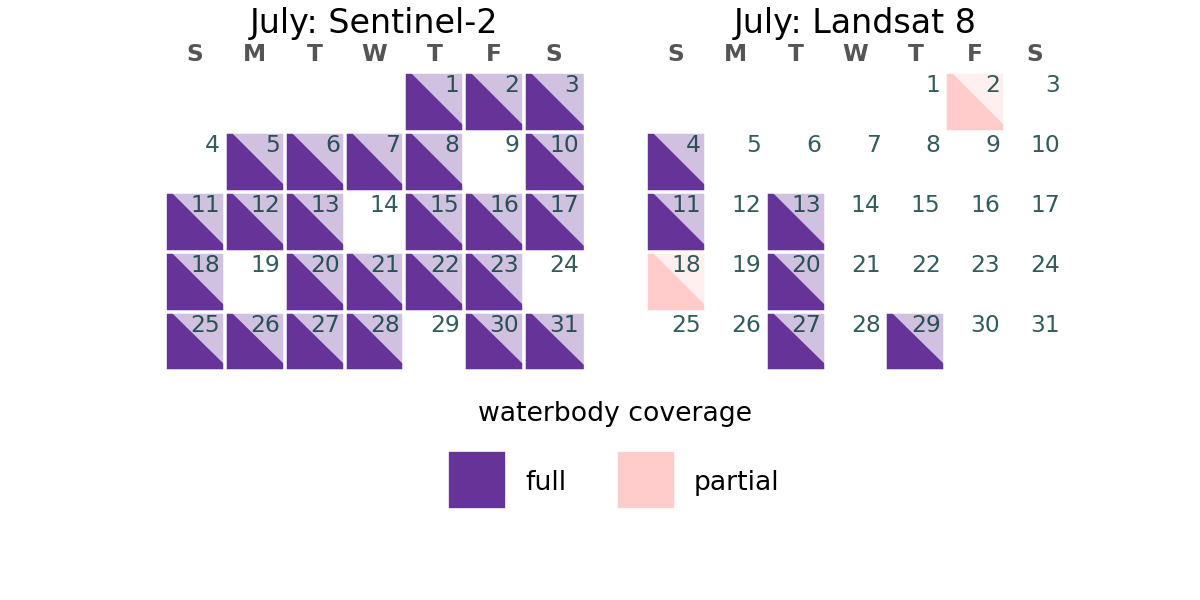 July: Sentinel-2
S M T W T F S
1 2 3
4 5 6 7 8 9 10
11 12 13 14 15 16 17
18 19 20 21 22 23 24
25 26 27 28 29 30 31
July: Landsat 8
S M T W T F S
1 2 3
4 5 6 7 8 9 10
11 12 13 14 15 16 17
18 19 20 21 22 23 24
25 26 27 28 29 30 31
waterbody coverage
full
partial